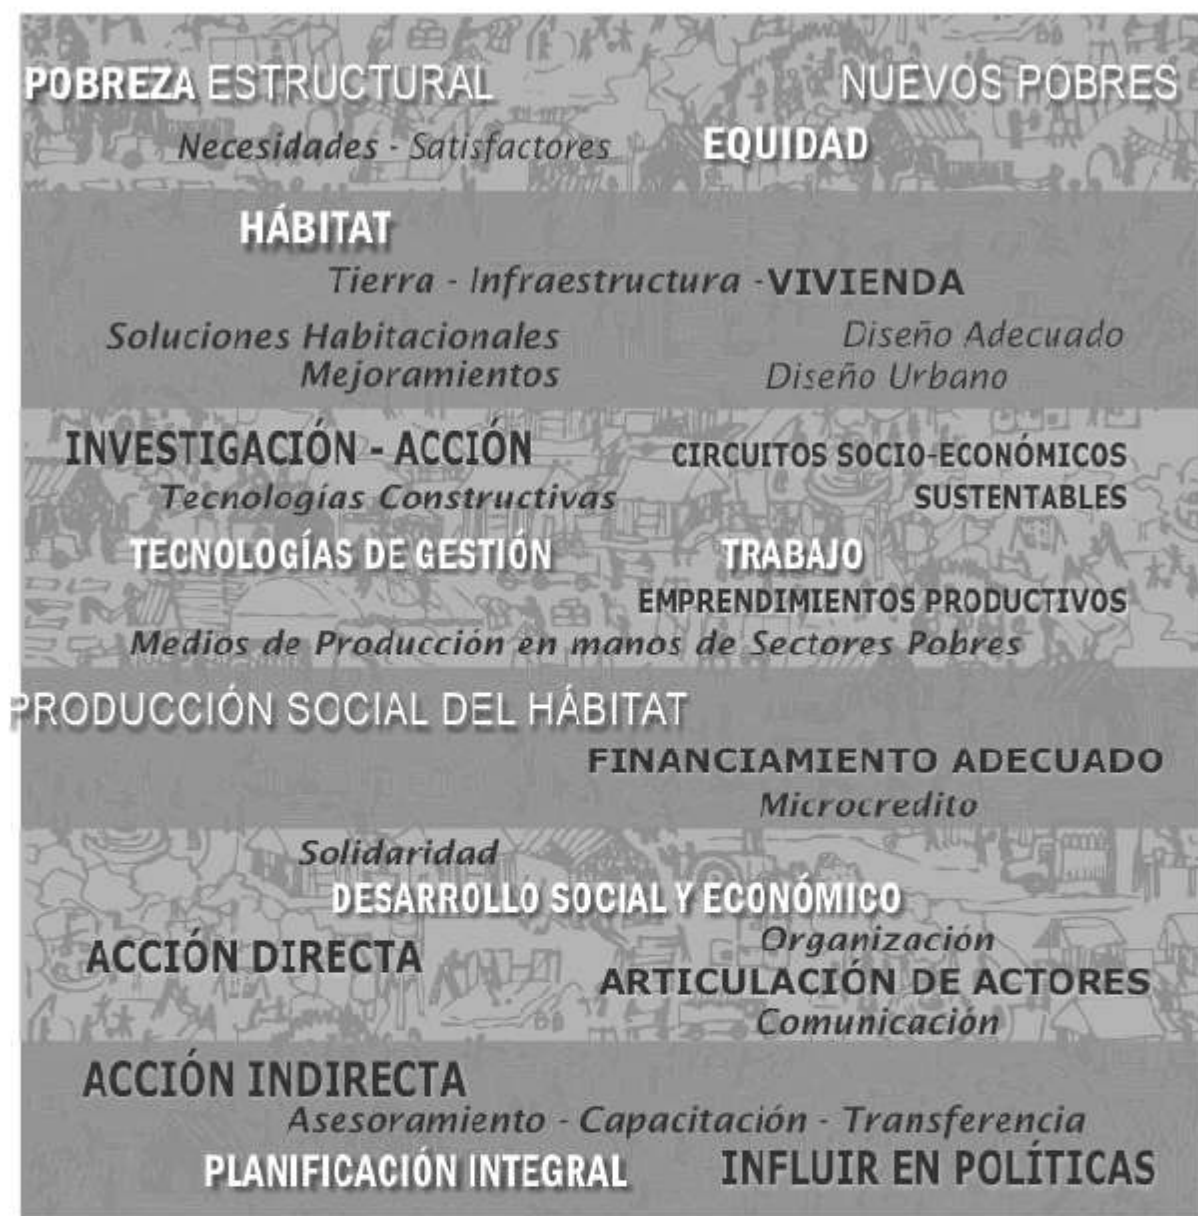 POBREZA ESTRUCTURAL NUEVOS POBRES
Necesidades - Satisfactores EQUIDAD
HÁBITAT
Tierra - Infraestructura - VIVIENDA
Soluciones Habitacionales Diseño Adecuado
Mejoramientos Diseño Urbano
INVESTIGACIÓN - ACCIÓN CIRCUITOS SOCIO-ECONÓMICOS
Tecnologías Constructivas SUSTENTABLES
TECNOLOGÍAS DE GESTIÓN TRABAJO
EMPRENDIMIENTOS PRODUCTIVOS
Medios de Producción en manos de Sectores Pobres
PRODUCCIÓN SOCIAL DEL HÁBITAT
FINANCIAMIENTO ADECUADO
Microcredito
Solidaridad
DESARROLLO SOCIAL Y ECONÓMICO
Organización
ACCIÓN DIRECTA
ARTICULACIÓN DE ACTORES
Comunicación
ACCIÓN INDIRECTA
Asesoramiento - Capacitación - Transferencia
PLANIFICACIÓN INTEGRAL INFLUIR EN POLÍTICAS